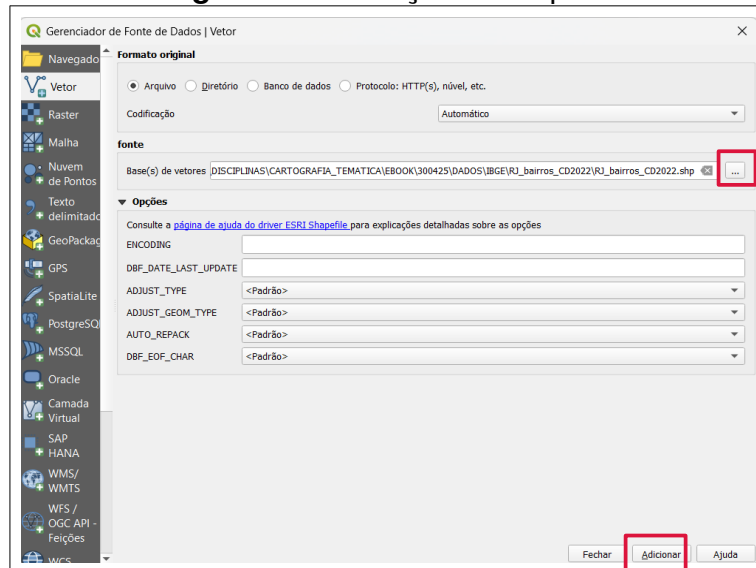 Gerenciador de Fonte de Dados | Vetor
Navegado
Vetor
Raster
Malha
Nuvem
de Pontos
Texto
delimitado
GeoPackag
GPS
SpatiaLite
PostgreSQ
MSSQL
Oracle
Camada
Virtual
SAP
HANA
WMS/
WMTS
WFS /
OGC API -
Feições
WCS
Formato original
Arquivo Diretório Banco de dados Protocolo: HTTP(s), núvel, etc.
Codificação Automático
fonte
Base(s) de vetores DISCIPLINAS\CARTOGRAFIA_TEMATICA\EBOOK\300425\DADOS\IBGE\RJ_bairros_CD2022\RJ_bairros_CD2022.shp ...
Opções
Consulte a página de ajuda do driver ESRI Shapefile para explicações detalhadas sobre as opções
ENCODING
DBF_DATE_LAST_UPDATE
ADJUST_TYPE <Padrão>
ADJUST_GEOM_TYPE <Padrão>
AUTO_REPACK <Padrão>
DBF_EOF_CHAR <Padrão>
Fechar Adicionar Ajuda